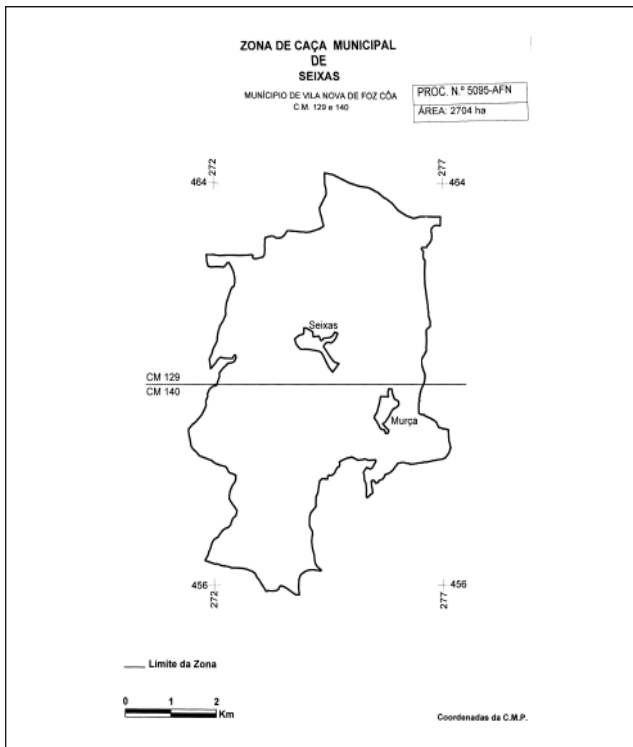 ZONA DE CAÇA MUNICIPAL
DE
SEIXAS
MUNICÍPIO DE VILA NOVA DE FOZ CÔA
C.M. 129 e 140
PROC. N.º 5095-AFN
ÁREA: 2704 ha
272
464
277
464
Seixas
CM 129
CM 140
Murça
456
272
456
277
Limite da Zona
0 1 2
Km
Coordenadas da C.M.P.